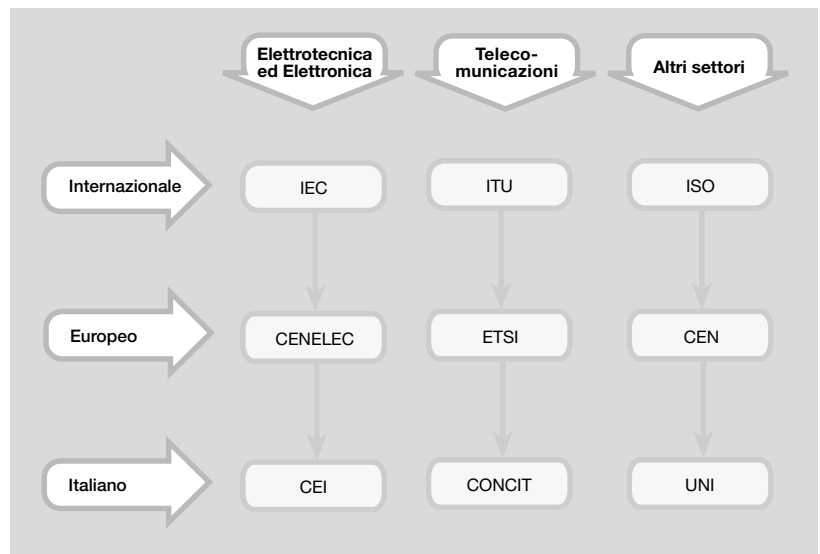 Elettrotecnica
ed Elettronica
Teleco-
municazioni
Altri settori
Internazionale
IEC
ITU
ISO
Europeo
CENELEC
ETSI
CEN
Italiano
CEI
CONCIT
UNI